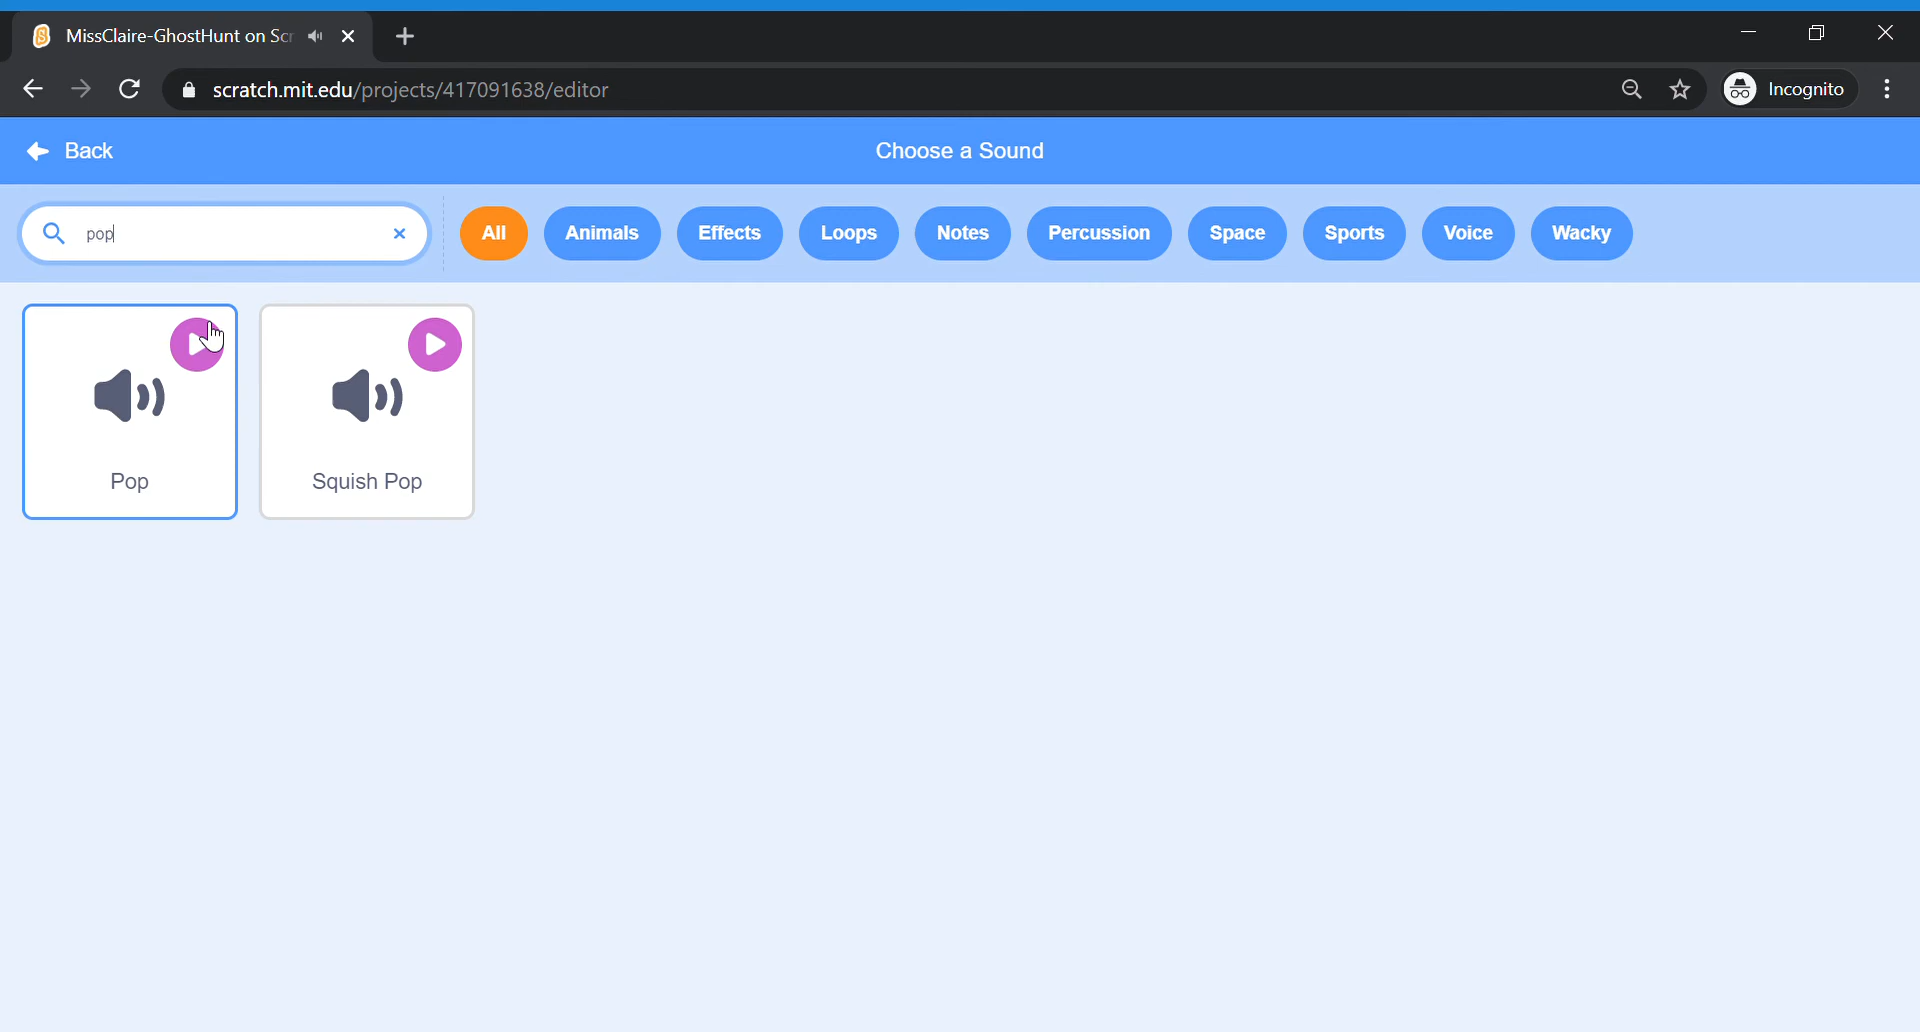 MissClaire-GhostHunt on Scr
scratch.mit.edu/projects/417091638/editor
Incognito
Back
Choose a Sound
pop
All
Animals
Effects
Loops
Notes
Percussion
Space
Sports
Voice
Wacky
Pop
Squish Pop